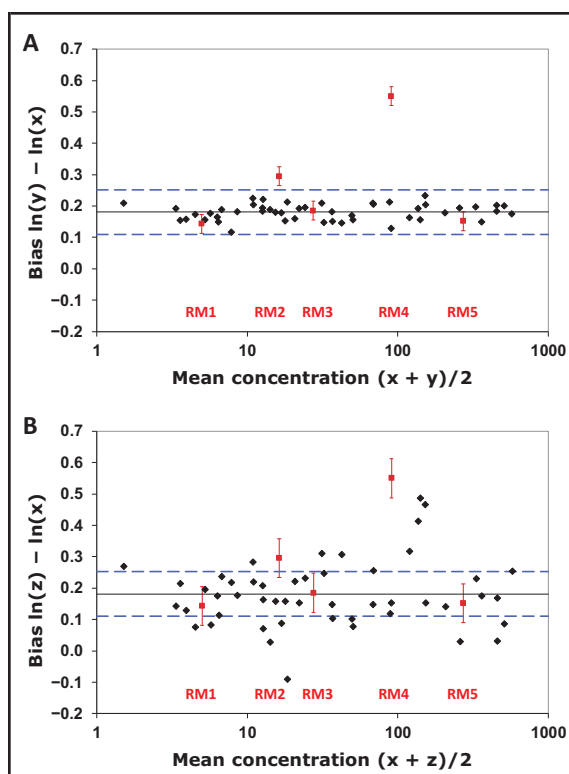 A
0.7
0.6
0.5
0.4
0.3
0.2
0.1
0.0
−0.1
−0.2
Bias ln(y) − ln(x)
RM1 RM2 RM3 RM4 RM5
1 10 100 1000
Mean concentration (x + y)/2
B
0.7
0.6
0.5
0.4
0.3
0.2
0.1
0.0
−0.1
−0.2
Bias ln(z) − ln(x)
RM1 RM2 RM3 RM4 RM5
1 10 100 1000
Mean concentration (x + z)/2